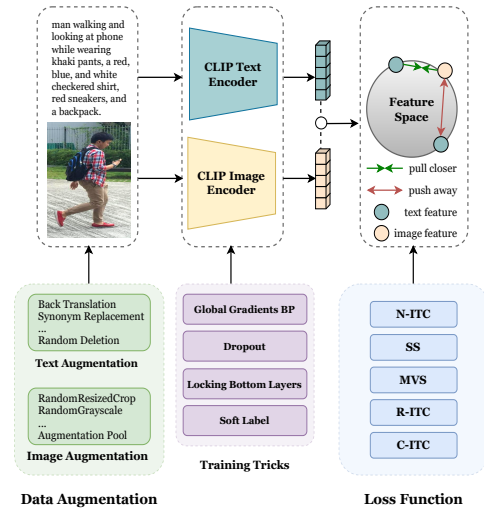 man walking and
looking at phone
while wearing
khaki pants, a red,
blue, and white
checkered shirt,
red sneakers, and
a backpack.
CLIP Text
Encoder
CLIP Image
Encoder
Feature
Space
pull closer
push away
text feature
image feature
Back Translation
Synonym Replacement
...
Random Deletion
Text Augmentation
RandomResizedCrop
RandomGrayscale
...
Augmentation Pool
Image Augmentation
Data Augmentation
Global Gradients BP
Dropout
Locking Bottom Layers
Soft Label
Training Tricks
N-ITC
SS
MVS
R-ITC
C-ITC
Loss Function